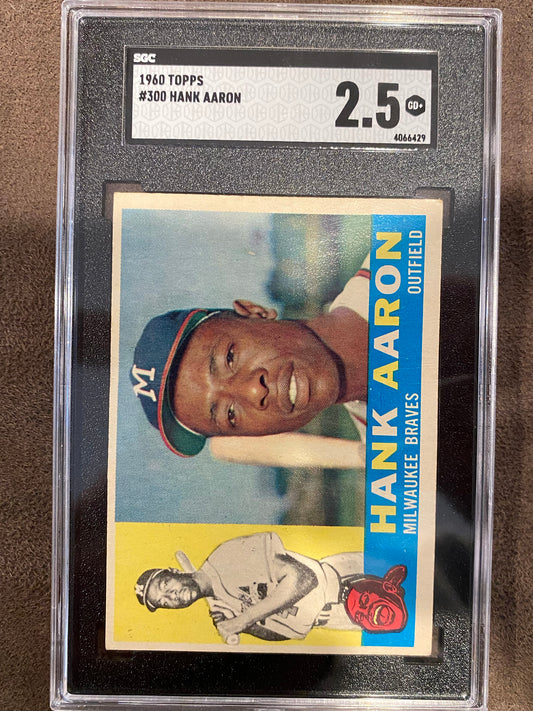 SGC
1960 TOPPS
#300 HANK AARON
2.5
GD+
4066429
M
HANK AARON
MILWAUKEE BRAVES OUTFIELD